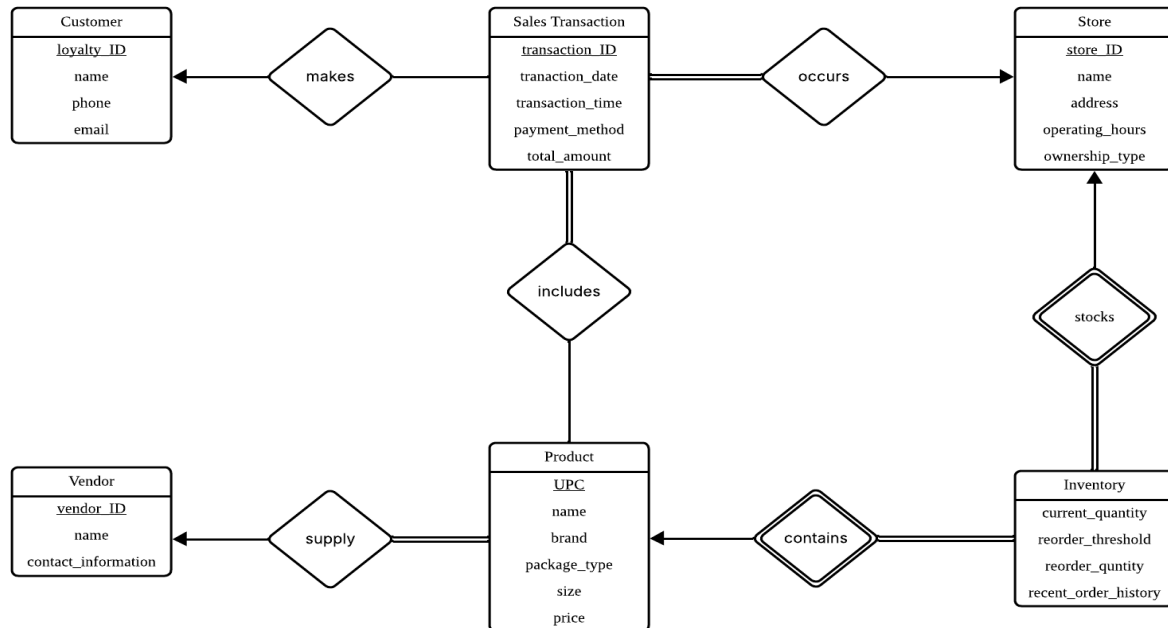 Customer
loyalty_ID
name
phone
email
makes
Sales Transaction
transaction_ID
tranaction_date
transaction_time
payment_method
total_amount
occurs
Store
store_ID
name
address
operating_hours
ownership_type
includes
stocks
Vendor
vendor_ID
name
contact_information
supply
Product
UPC
name
brand
package_type
size
price
contains
Inventory
current_quantity
reorder_threshold
reorder_quntity
recent_order_history